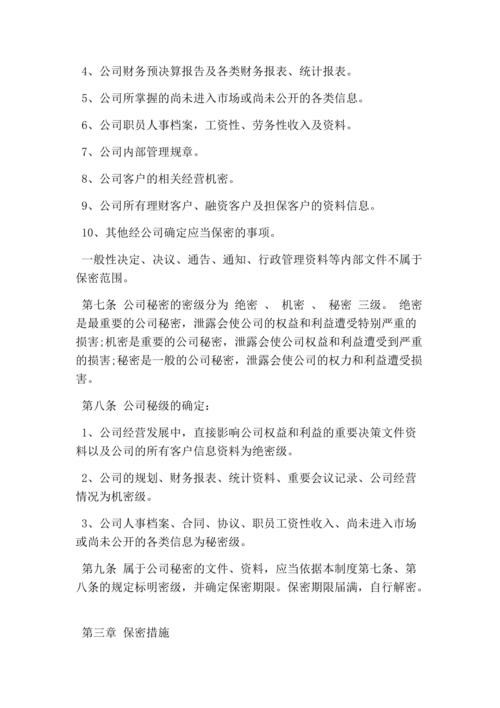 4、公司财务预决算报告及各类财务报表、统计报表。
5、公司所掌握的尚未进入市场或尚未公开的各类信息。
6、公司职员人事档案，工资性、劳务性收入及资料。
7、公司内部管理规章。
8、公司客户的相关经营机密。
9、公司所有理财客户、融资客户及担保客户的资料信息。
10、其他经公司确定应当保密的事项。
一般性决定、决议、通告、通知、行政管理资料等内部文件不属于
保密范围。
第七条 公司秘密的密级分为 绝密 、 机密 、 秘密 三级。 绝密
是最重要的公司秘密，泄露会使公司的权益和利益遭受特别严重的
损害;机密是重要的公司秘密，泄露会使公司权益和利益遭受到严重
的损害;秘密是一般的公司秘密，泄露会使公司的权力和利益遭受损
害。
第八条 公司秘级的确定：
1、公司经营发展中，直接影响公司权益和利益的重要决策文件资
料以及公司的所有客户信息资料为绝密级。
2、公司的规划、财务报表、统计资料、重要会议记录、公司经营
情况为机密级。
3、公司人事档案、合同、协议、职员工资性收入、尚未进入市场
或尚未公开的各类信息为秘密级。
第九条 属于公司秘密的文件、资料，应当依据本制度第七条、第
八条的规定标明密级，并确定保密期限。保密期限届满，自行解密。
第三章 保密措施